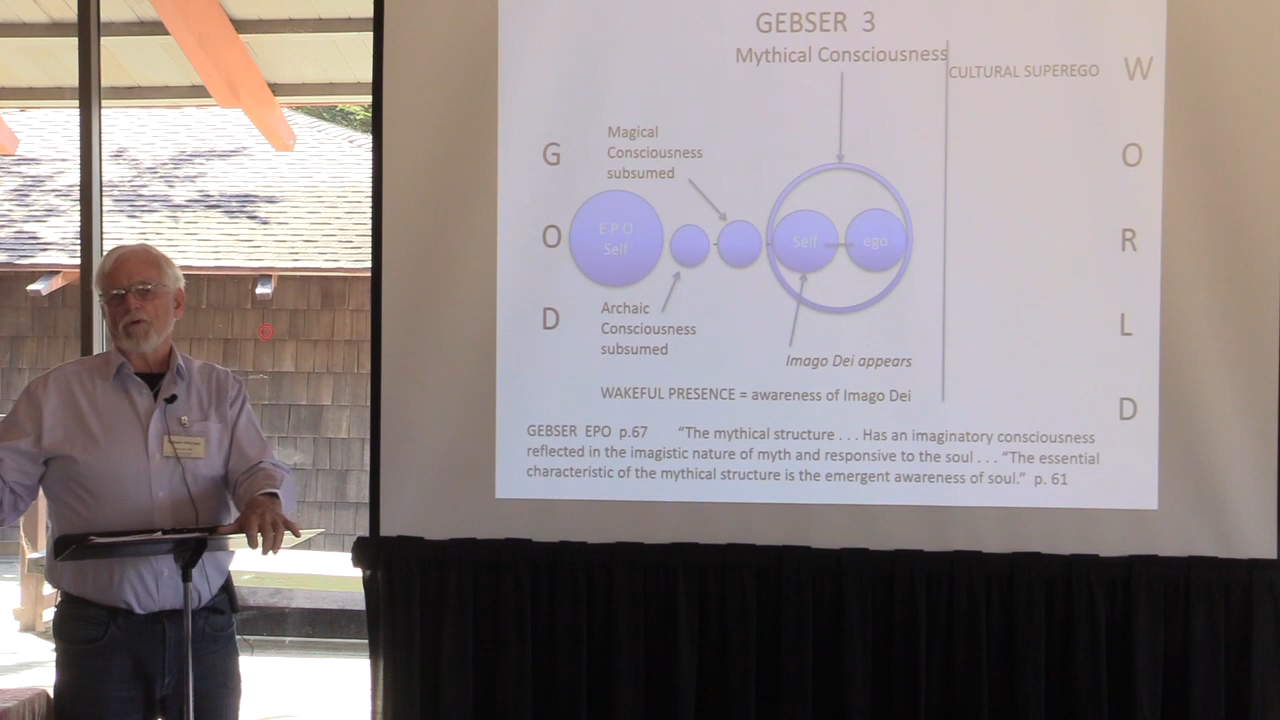 GEBSER 3
Mythical Consciousness
CULTURAL SUPEREGO
W
O
R
L
D
G
O
D
Magical
Consciousness
subsumed
E P O
Self
Self
ego
Archaic
Consciousness
subsumed
Imago Dei appears
WAKEFUL PRESENCE = awareness of Imago Dei
GEBSER EPO p.67 “The mythical structure . . . Has an imaginatory consciousness
reflected in the imagistic nature of myth and responsive to the soul . . . “The essential
characteristic of the mythical structure is the emergent awareness of soul.” p. 61